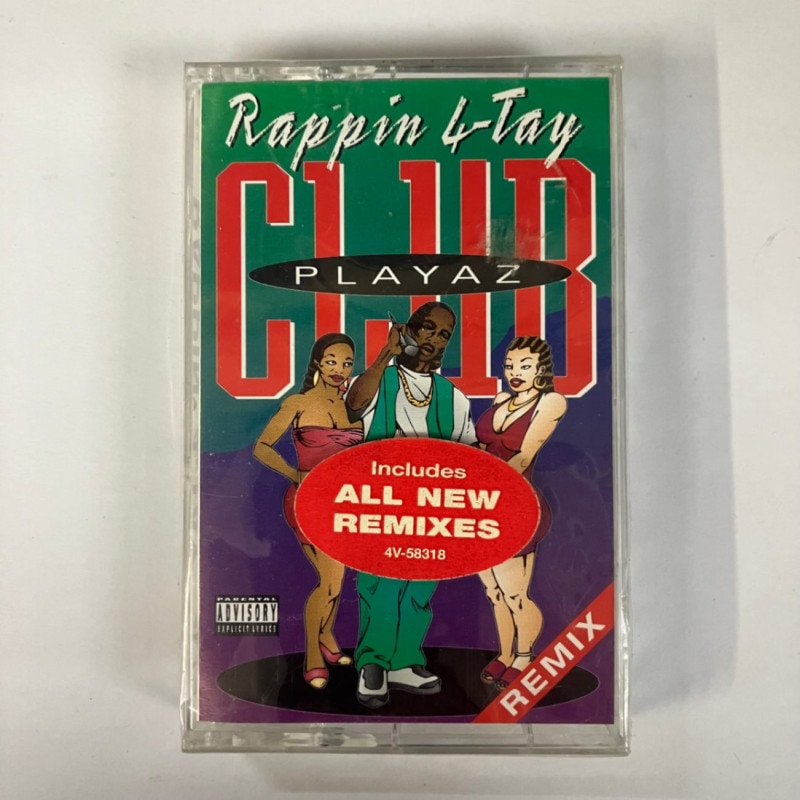 Rappin 4-Tay
CLUB
PLAYAZ
Includes
ALL NEW
REMIXES
4V-58318
PARENTAL
ADVISORY
EXPLICIT LYRICS
REMIX